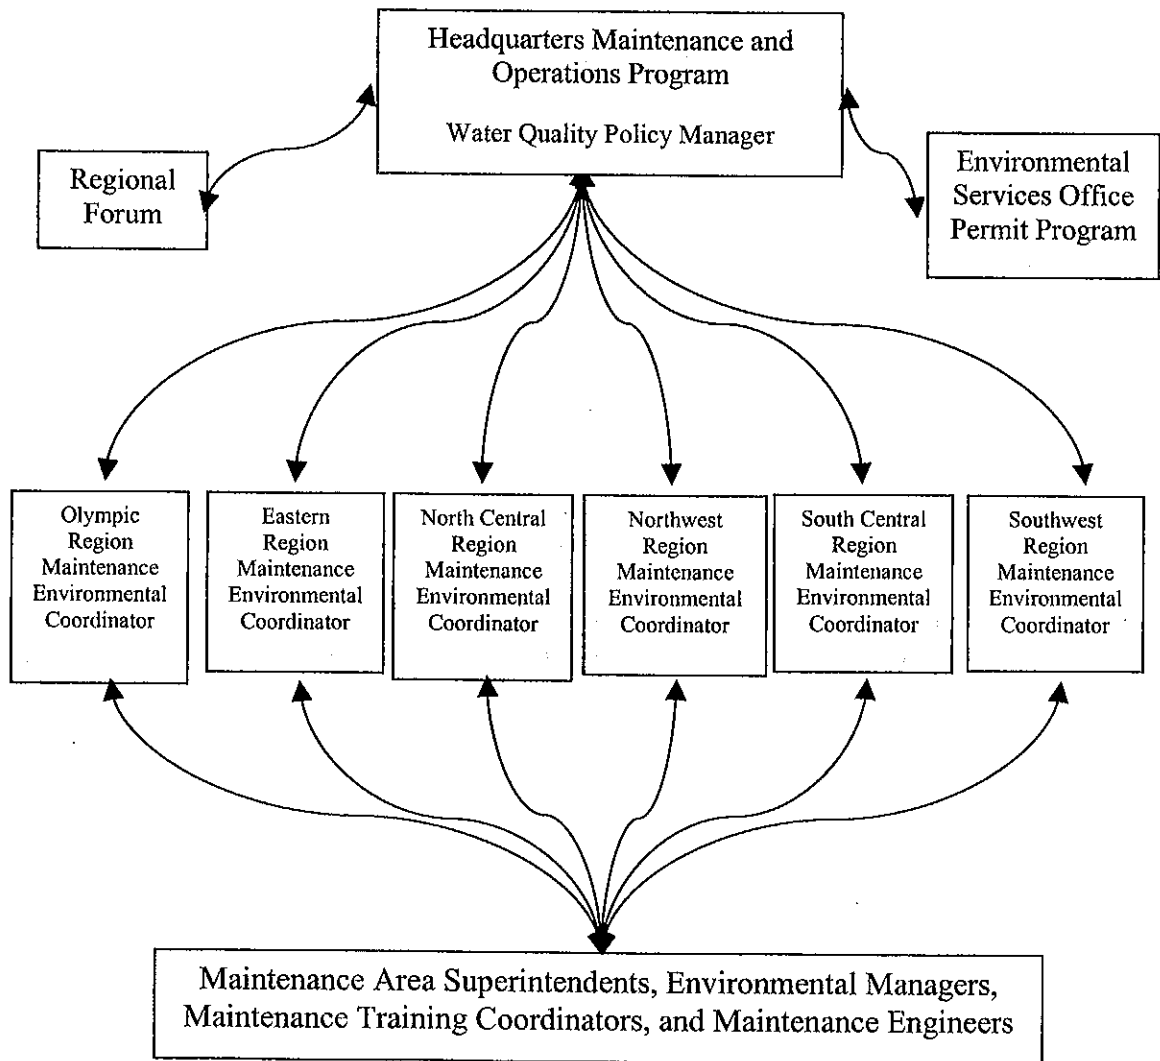 Headquarters Maintenance and
Operations Program
Water Quality Policy Manager
Regional
Forum
Environmental
Services Office
Permit Program
Olympic
Region
Maintenance
Environmental
Coordinator
Eastern
Region
Maintenance
Environmental
Coordinator
North Central
Region
Maintenance
Environmental
Coordinator
Northwest
Region
Maintenance
Environmental
Coordinator
South Central
Region
Maintenance
Environmental
Coordinator
Southwest
Region
Maintenance
Environmental
Coordinator
Maintenance Area Superintendents, Environmental Managers,
Maintenance Training Coordinators, and Maintenance Engineers